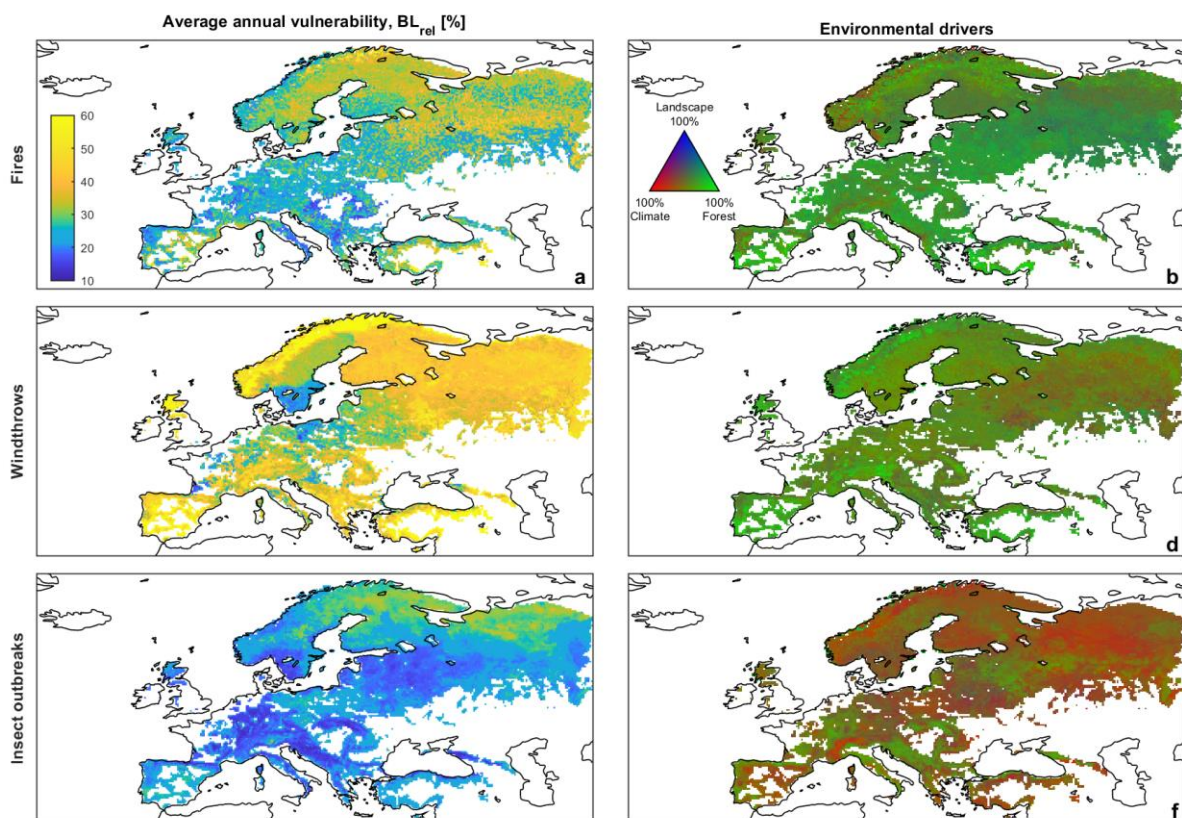 Average annual vulnerability, BLrel [%]
Environmental drivers
Fires
60
50
40
30
20
10
a
Landscape
100%
100%
Climate
100%
Forest
b
Windthrows
d
Insect outbreaks
f